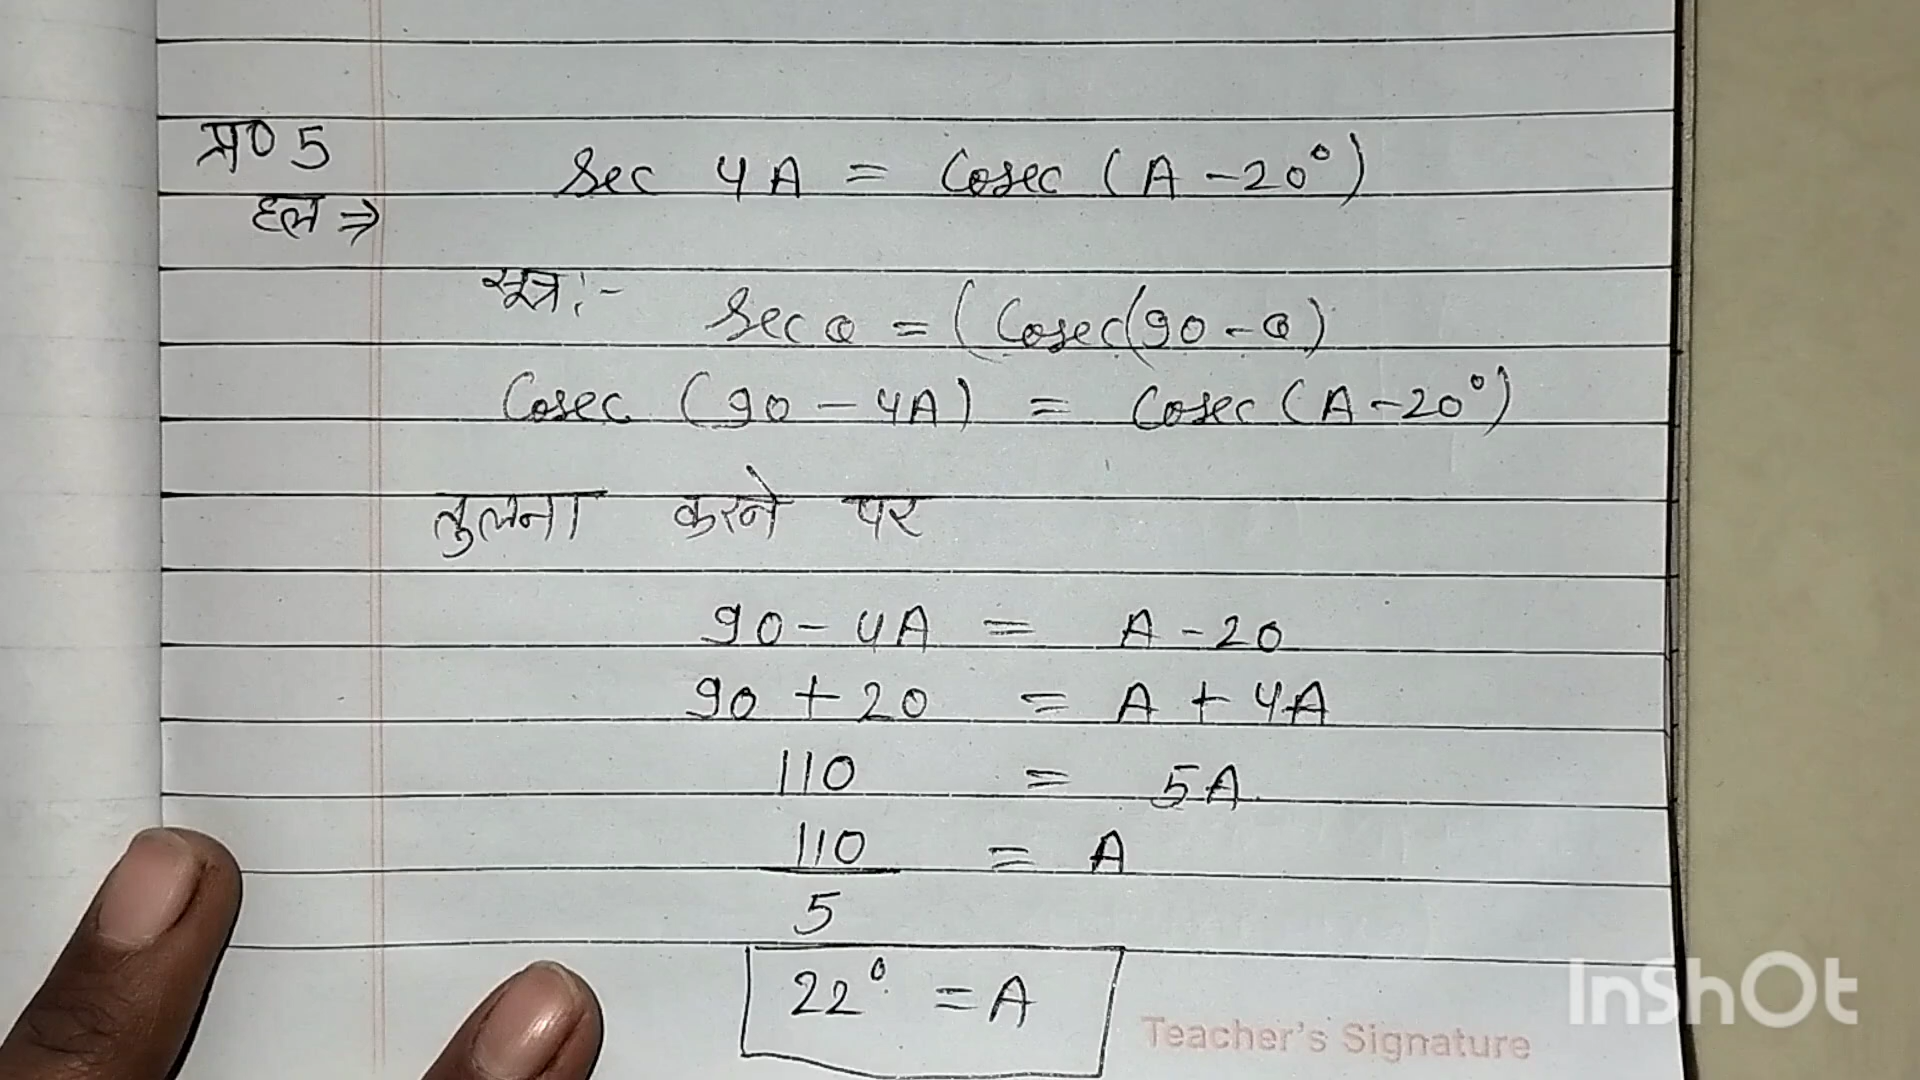 प्र० 5 Sec 4A = Cosec (A - 20°)
हल ⇒
सूत्र:- Sec θ = ( Cosec(90 - θ)
Cosec (90 - 4A) = Cosec (A - 20°)
तुलना करने पर
90 - 4A = A - 20
90 + 20 = A + 4A
110 = 5A
110 = A
5
22° = A
Teacher's Signature
InShOt